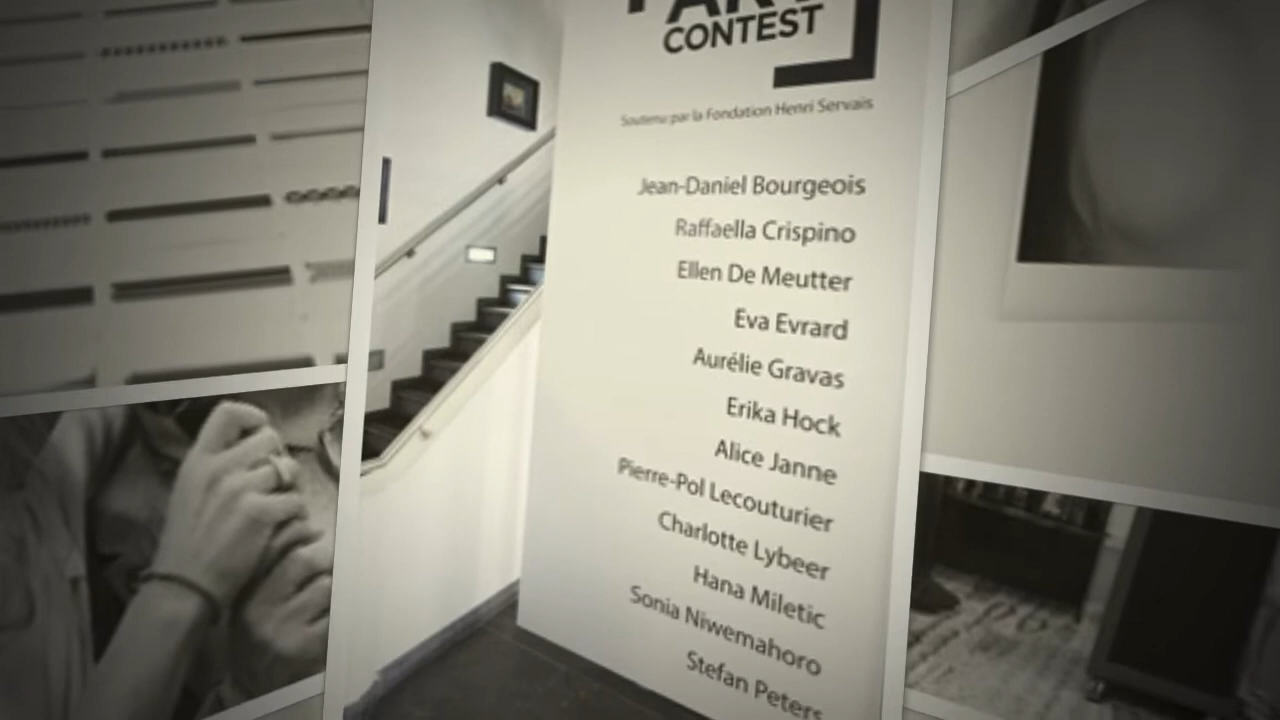 CONTEST
Soutenu par la Fondation Henri Servais
Jean-Daniel Bourgeois
Raffaella Crispino
Ellen De Meutter
Eva Evrard
Aurélie Gravas
Erika Hock
Alice Janne
Pierre-Pol Lecouturier
Charlotte Lybeer
Hana Miletic
Sonia Niwemahoro
Stefan Peters